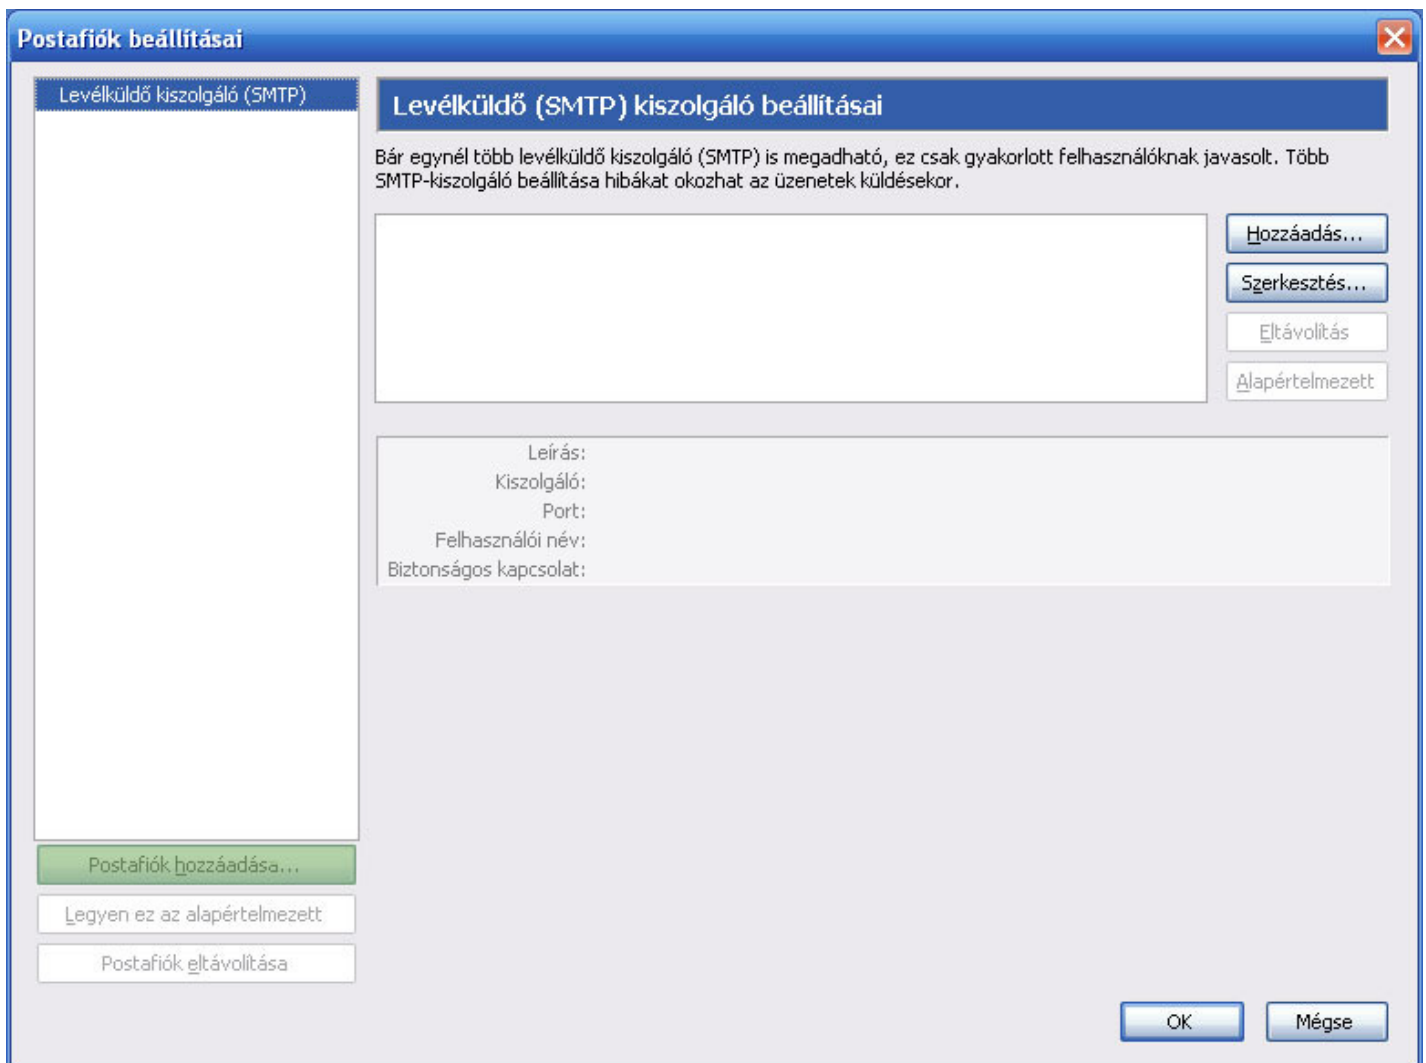 Postafiók beállításai
Levélküldő kiszolgáló (SMTP)
Levélküldő (SMTP) kiszolgáló beállításai
Bár egynél több levélküldő kiszolgáló (SMTP) is megadható, ez csak gyakorlott felhasználóknak javasolt. Több
SMTP-kiszolgáló beállítása hibákat okozhat az üzenetek küldésekor.
Hozzáadás...
Szerkesztés...
Eltávolítás
Alapértelmezett
Leírás:
Kiszolgáló:
Port:
Felhasználói név:
Biztonságos kapcsolat:
Postafiók hozzáadása...
Legyen ez az alapértelmezett
Postafiók eltávolítása
OK
Mégse